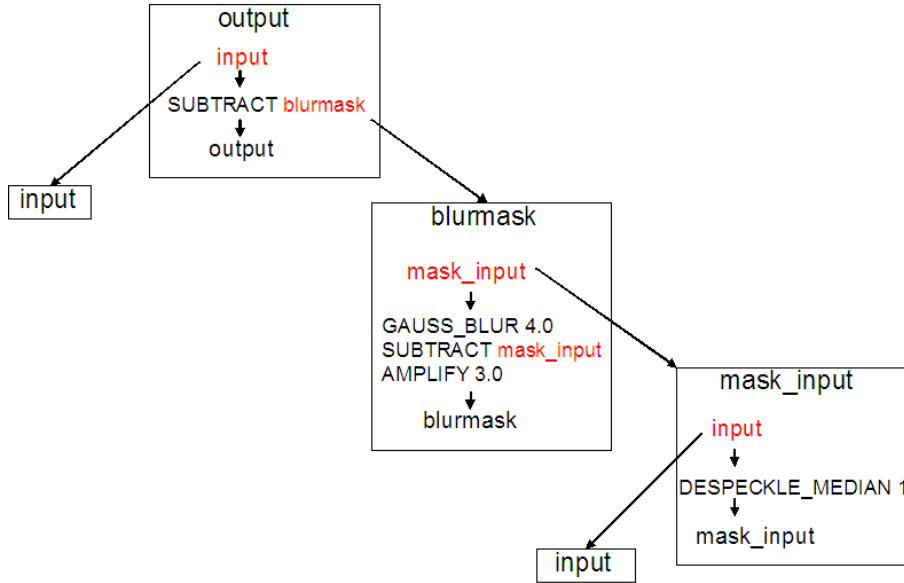 output
input
SUBTRACT blurmask
output
input
blurmask
mask_input
GAUSS_BLUR 4.0
SUBTRACT mask_input
AMPLIFY 3.0
blurmask
mask_input
input
DESPECKLE_MEDIAN 1
mask_input
input